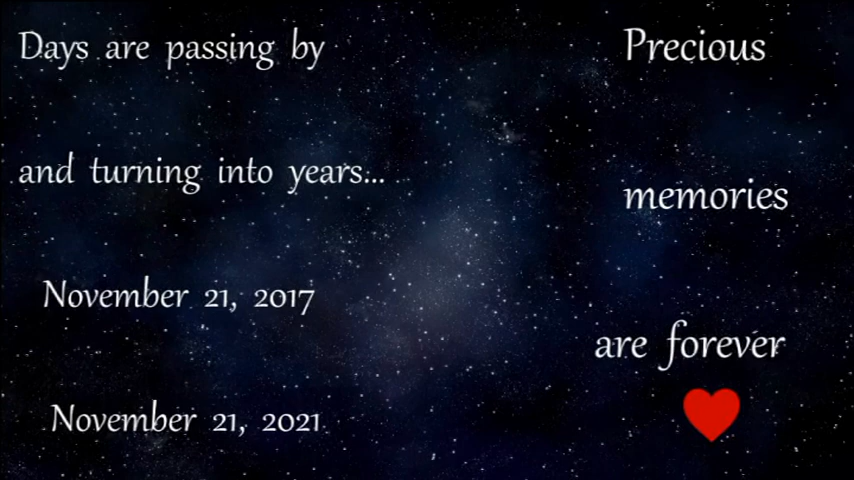 Days are passing by
and turning into years...
November 21, 2017
November 21, 2021
Precious
memories
are forever